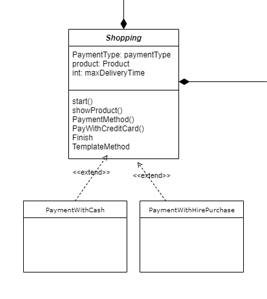 Shopping
PaymentType: paymentType
product: Product
int: maxDeliveryTime
start()
showProduct()
PaymentMethod()
PayWithCreditCard()
Finish
TemplateMethod
<<extend>>
<<extend>>
PaymentWithCash
PaymentWithHirePurchase